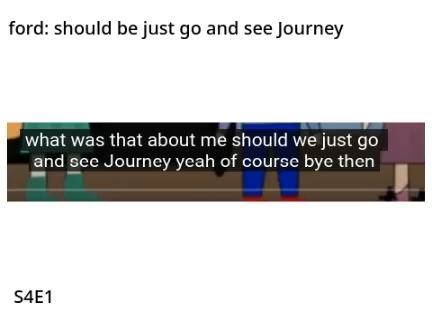 ford: should be just go and see Journey
what was that about me should we just go
and see Journey yeah of course bye then
S4E1